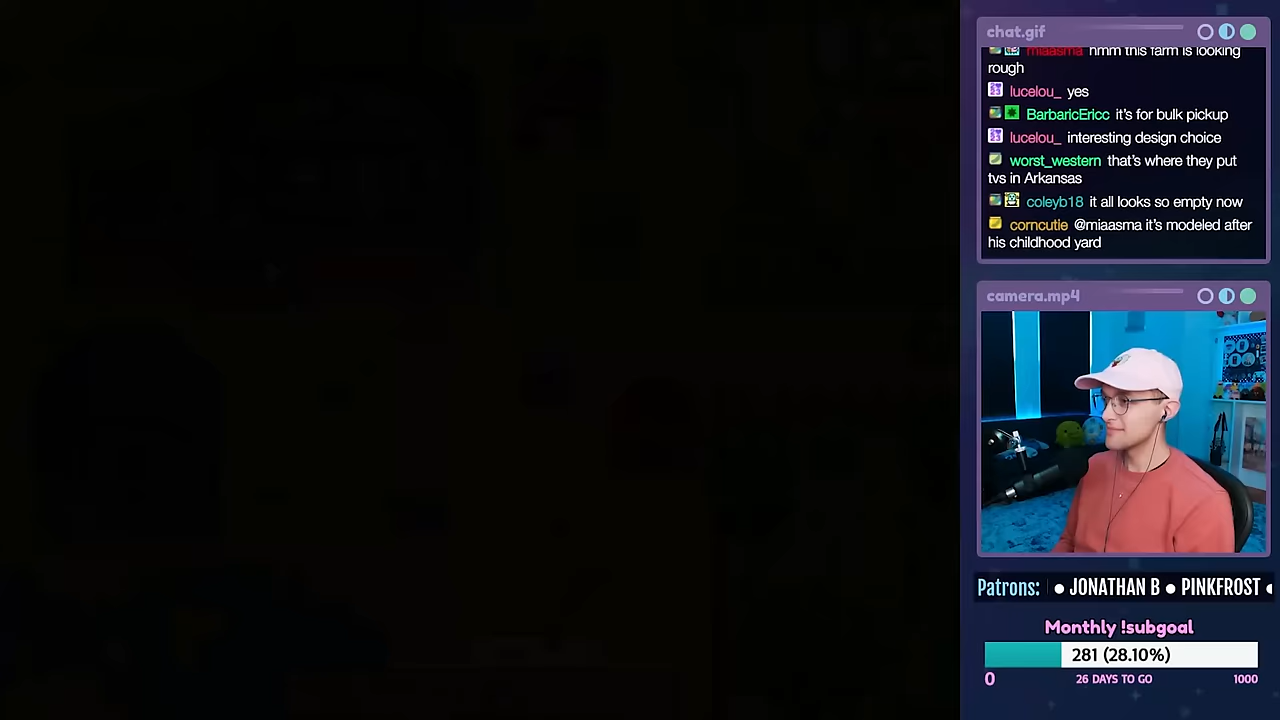 chat.gif
miaasma hmm this farm is looking
rough
lucelou_ yes
BarbaricEricc it's for bulk pickup
lucelou_ interesting design choice
worst_western that's where they put
tvs in Arkansas
coleyb18 it all looks so empty now
corncutie @miaasma it's modeled after
his childhood yard
camera.mp4
Patrons: ● JONATHAN B ● PINKFROST
Monthly !subgoal
281 (28.10%)
0 26 DAYS TO GO 1000